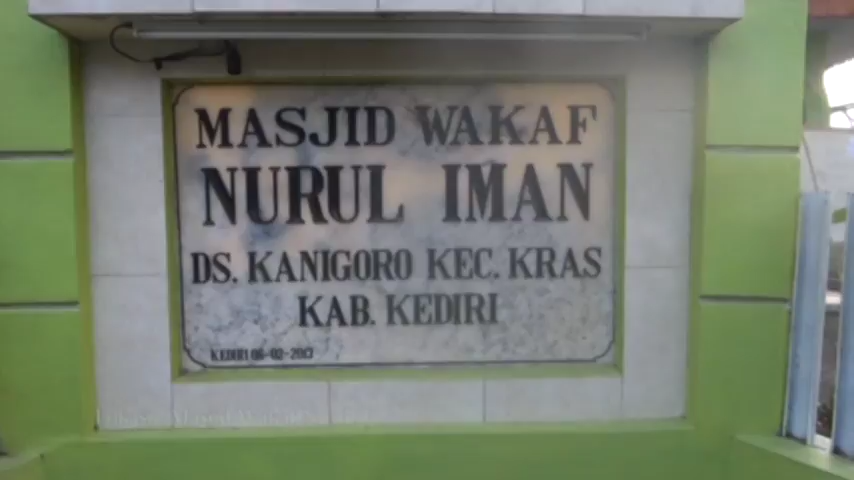 MASJID WAKAF
NURUL IMAN
DS. KANIGORO KEC. KRAS
KAB. KEDIRI
KEDIRI 06-02-2013